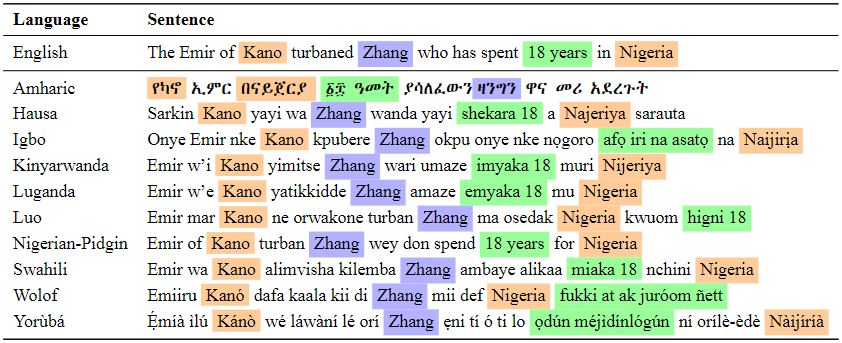 Language Sentence
English The Emir of Kano turbaned Zhang who has spent 18 years in Nigeria
Amharic የካኖ ኢምር በናይጀርያ ፩፰ ዓመት ያሳለፈውን ዛንግን ዋና መሪ አደረጉት
Hausa Sarkin Kano yayi wa Zhang wanda yayi shekara 18 a Najeriya sarauta
Igbo Onye Emir nke Kano kpubere Zhang okpu onye nke nọgoro afọ iri na asatọ na Naijirịa
Kinyarwanda Emir w'i Kano yimitse Zhang wari umaze imyaka 18 muri Nijeriya
Luganda Emir w'e Kano yatikkidde Zhang amaze emyaka 18 mu Nigeria
Luo Emir mar Kano ne orwakone turban Zhang ma osedak Nigeria kwuom higni 18
Nigerian-Pidgin Emir of Kano turban Zhang wey don spend 18 years for Nigeria
Swahili Emir wa Kano alimvisha kilemba Zhang ambaye alikaa miaka 18 nchini Nigeria
Wolof Emiiru Kanó dafa kaala kii di Zhang mii def Nigeria fukki at ak juróom ñett
Yorùbá Ẹ́míà ìlú Kánò wé láwàní lé orí Zhang ẹni tí ó ti lo ọdún méjìdínlógún ní orílẹ̀-èdè Nàìjíríà